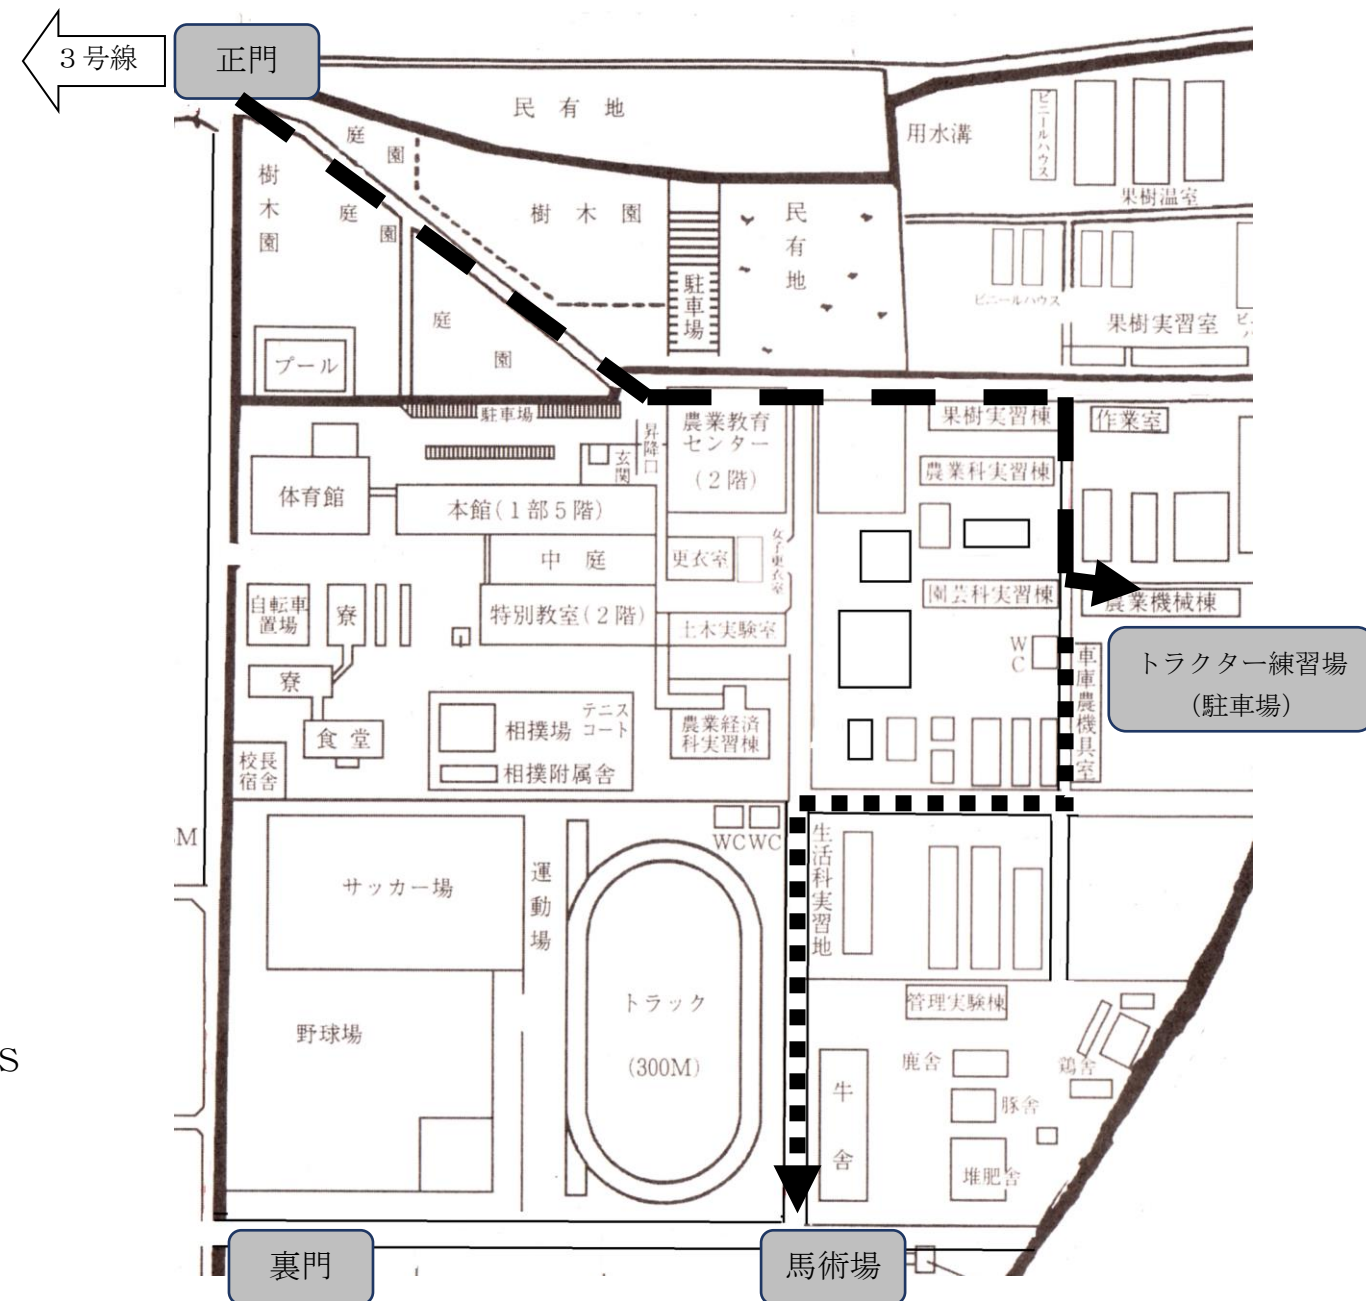 ３号線
正門
民有地
用水溝
ビニールハウス
果樹温室
庭園
樹木園
庭園
樹木園
民有地
駐車場
ビニールハウス
果樹実習室
庭園
プール
駐車場
昇降口
玄関
農業教育
センター
(２階)
果樹実習棟
作業室
農業科実習棟
体育館
本館(１部５階)
中庭
更衣室
女子更衣室
自転車
置場
寮
特別教室(２階)
土木実験室
園芸科実習棟
農業機械棟
WC
車庫農機具室
トラクター練習場
（駐車場）
寮
食堂
相撲場
テニス
コート
農業経済
科実習棟
校長
宿舎
相撲附属舎
M
WC
WC
生活科実習地
サッカー場
運動場
トラック
(300M)
野球場
管理実験棟
鹿舎
鶏舎
豚舎
牛舎
堆肥舎
S
裏門
馬術場